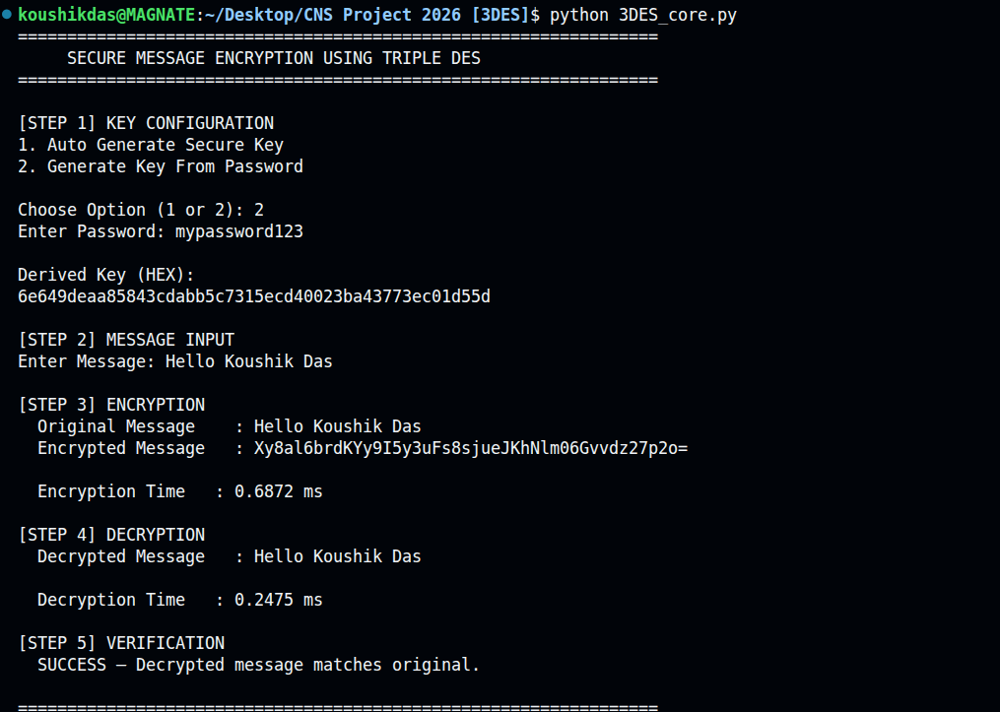 koushikdas@MAGNATE:~/Desktop/CNS Project 2026 [3DES]$ python 3DES_core.py
=================================================================
SECURE MESSAGE ENCRYPTION USING TRIPLE DES
=================================================================
[STEP 1] KEY CONFIGURATION
1. Auto Generate Secure Key
2. Generate Key From Password
Choose Option (1 or 2): 2
Enter Password: mypassword123
Derived Key (HEX):
6e649deaa85843cdabb5c7315ecd40023ba43773ec01d55d
[STEP 2] MESSAGE INPUT
Enter Message: Hello Koushik Das
[STEP 3] ENCRYPTION
Original Message    : Hello Koushik Das
Encrypted Message   : Xy8al6brdKYy9I5y3uFs8sjueJKhNlm06Gvvdz27p2o=
Encryption Time   : 0.6872 ms
[STEP 4] DECRYPTION
Decrypted Message   : Hello Koushik Das
Decryption Time   : 0.2475 ms
[STEP 5] VERIFICATION
SUCCESS — Decrypted message matches original.
=================================================================